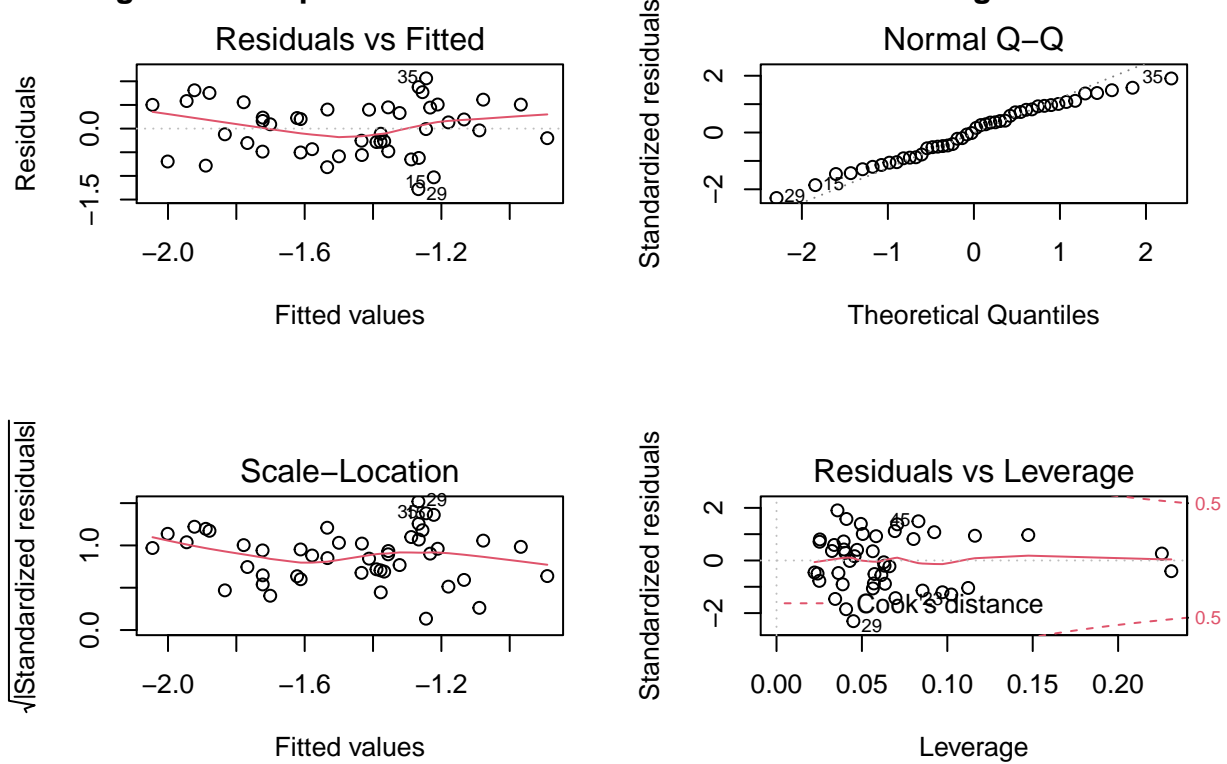 Residuals vs Fitted
Residuals
0.0
−1.5
35
15
29
−2.0
−1.6
−1.2
Fitted values
Normal Q−Q
Standardized residuals
2
0
−2
35
15
29
−2
−1
0
1
2
Theoretical Quantiles
Scale−Location
√|Standardized residuals|
1.0
0.0
29
35
−2.0
−1.6
−1.2
Fitted values
Residuals vs Leverage
Standardized residuals
2
0
−2
45
29
0.5
0.5
Cook's distance
0.00
0.05
0.10
0.15
0.20
Leverage